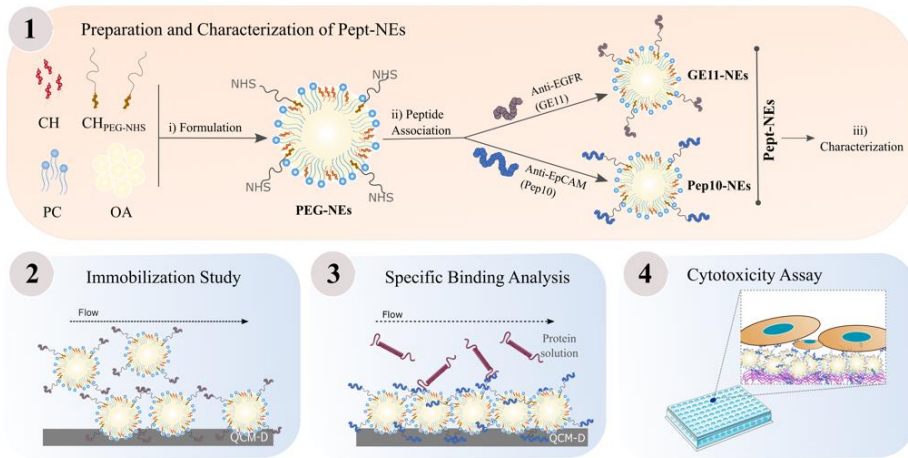 1
Preparation and Characterization of Pept-NEs
CH
CHPEG-NHS
PC
OA
i) Formulation
NHS
NHS
NHS
NHS
PEG-NEs
ii) Peptide
Association
Anti-EGFR
(GE11)
Anti-EpCAM
(Pep10)
GE11-NEs
Pep10-NEs
Pept-NEs
iii)
Characterization
2
Immobilization Study
Flow
QCM-D
3
Specific Binding Analysis
Flow
Protein
solution
QCM-D
4
Cytotoxicity Assay